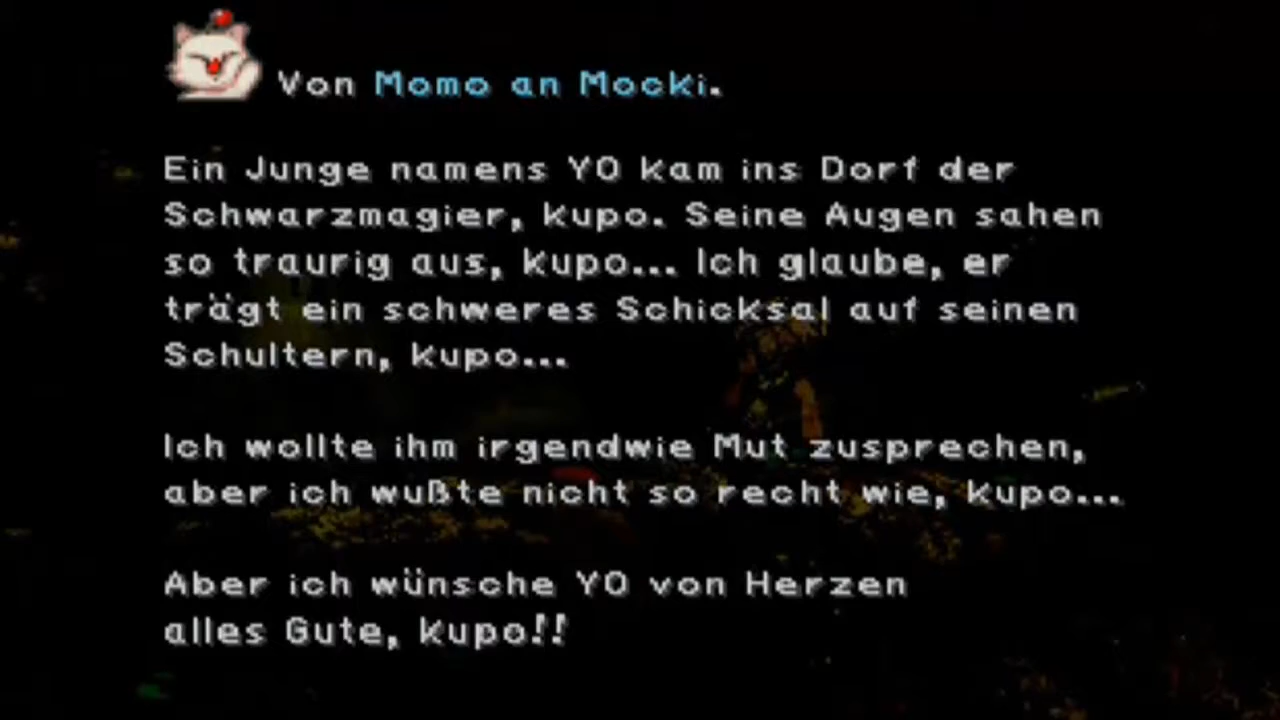 Von Momo an Mocki.
Ein Junge namens YO kam ins Dorf der
Schwarzmagier, kupo. Seine Augen sahen
so traurig aus, kupo... Ich glaube, er
trägt ein schweres Schicksal auf seinen
Schultern, kupo...
Ich wollte ihm irgendwie Mut zusprechen,
aber ich wußte nicht so recht wie, kupo...
Aber ich wünsche YO von Herzen
alles Gute, kupo!!